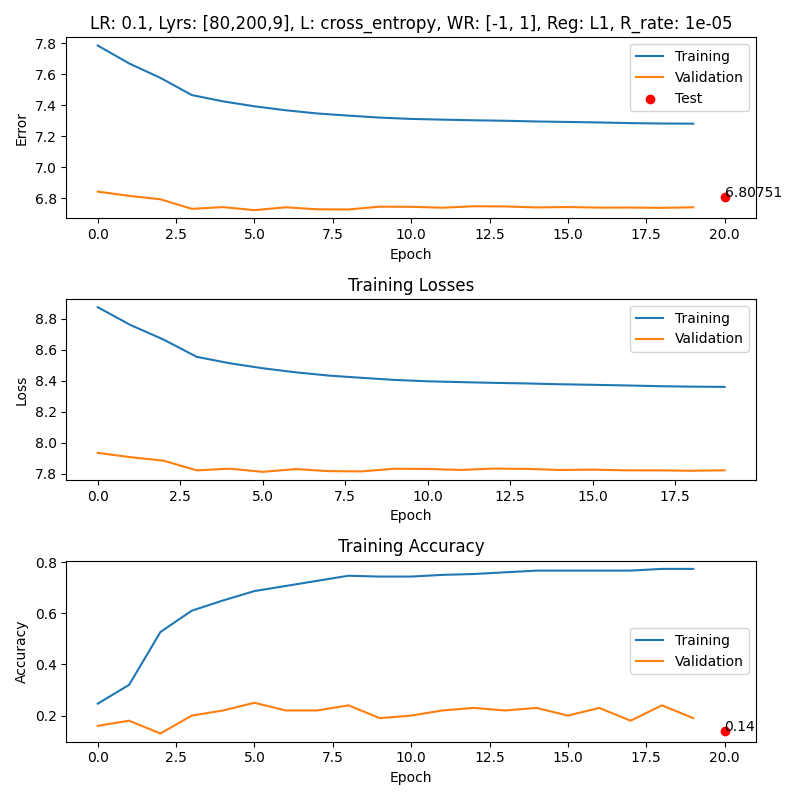 LR: 0.1, Lyrs: [80,200,9], L: cross_entropy, WR: [-1, 1], Reg: L1, R_rate: 1e-05
7.8
7.6
7.4
7.2
7.0
6.8
Error
Training
Validation
Test
6.80751
0.0 2.5 5.0 7.5 10.0 12.5 15.0 17.5 20.0
Epoch
Training Losses
8.8
8.6
8.4
8.2
8.0
7.8
Loss
Training
Validation
0.0 2.5 5.0 7.5 10.0 12.5 15.0 17.5
Epoch
Training Accuracy
0.8
0.6
0.4
0.2
Accuracy
Training
Validation
0.14
0.0 2.5 5.0 7.5 10.0 12.5 15.0 17.5 20.0
Epoch